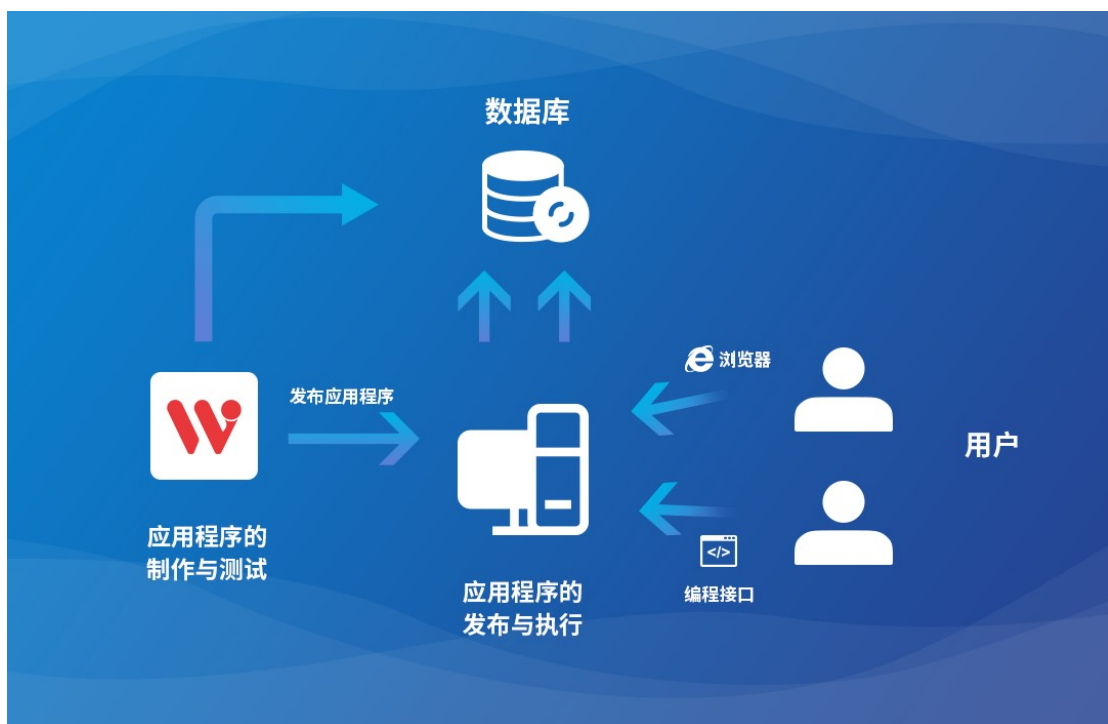 数据库
浏览器
发布应用程序
用户
应用程序的
制作与测试
</>
应用程序的
发布与执行
编程接口